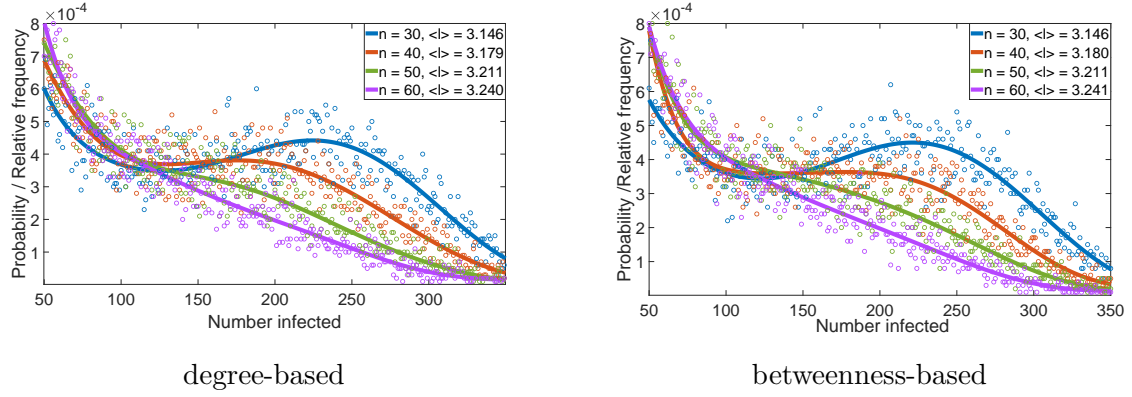 ×10⁻⁴
8
7
6
5
4
3
2
1
Probability / Relative frequency
n = 30, <l> = 3.146
n = 40, <l> = 3.179
n = 50, <l> = 3.211
n = 60, <l> = 3.240
50 100 150 200 250 300
Number infected
degree-based
×10⁻⁴
8
7
6
5
4
3
2
1
Probability /Relative frequency
n = 30, <l> = 3.146
n = 40, <l> = 3.180
n = 50, <l> = 3.211
n = 60, <l> = 3.241
50 100 150 200 250 300 350
Number infected
betweenness-based